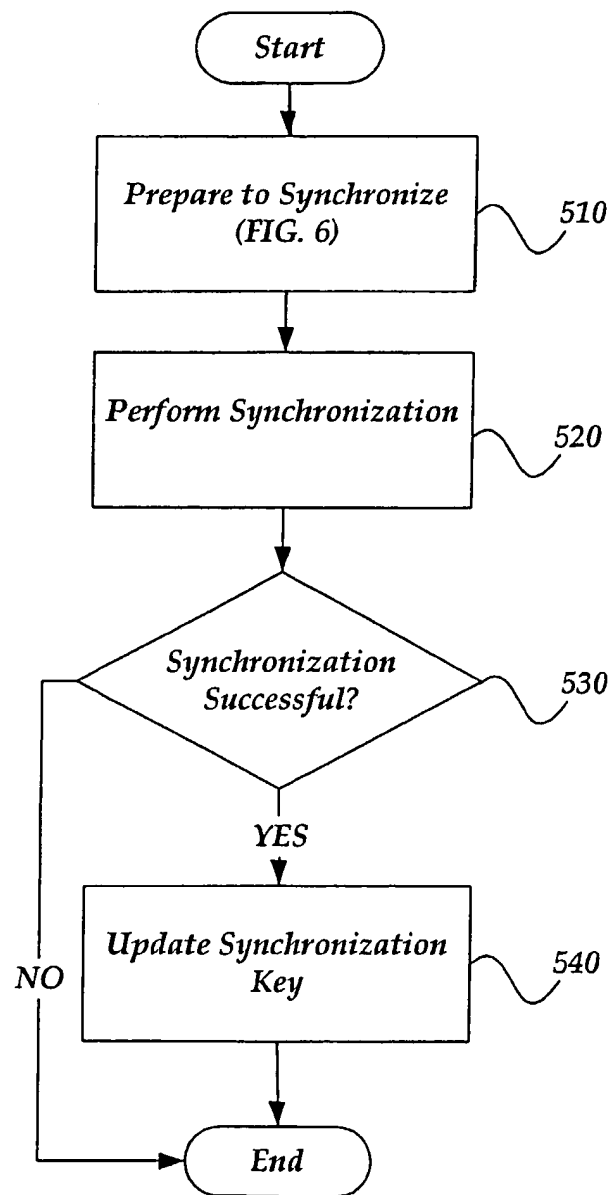 Start
Prepare to Synchronize
(FIG. 6)
510
Perform Synchronization
520
Synchronization
Successful?
530
YES
Update Synchronization
Key
540
NO
End